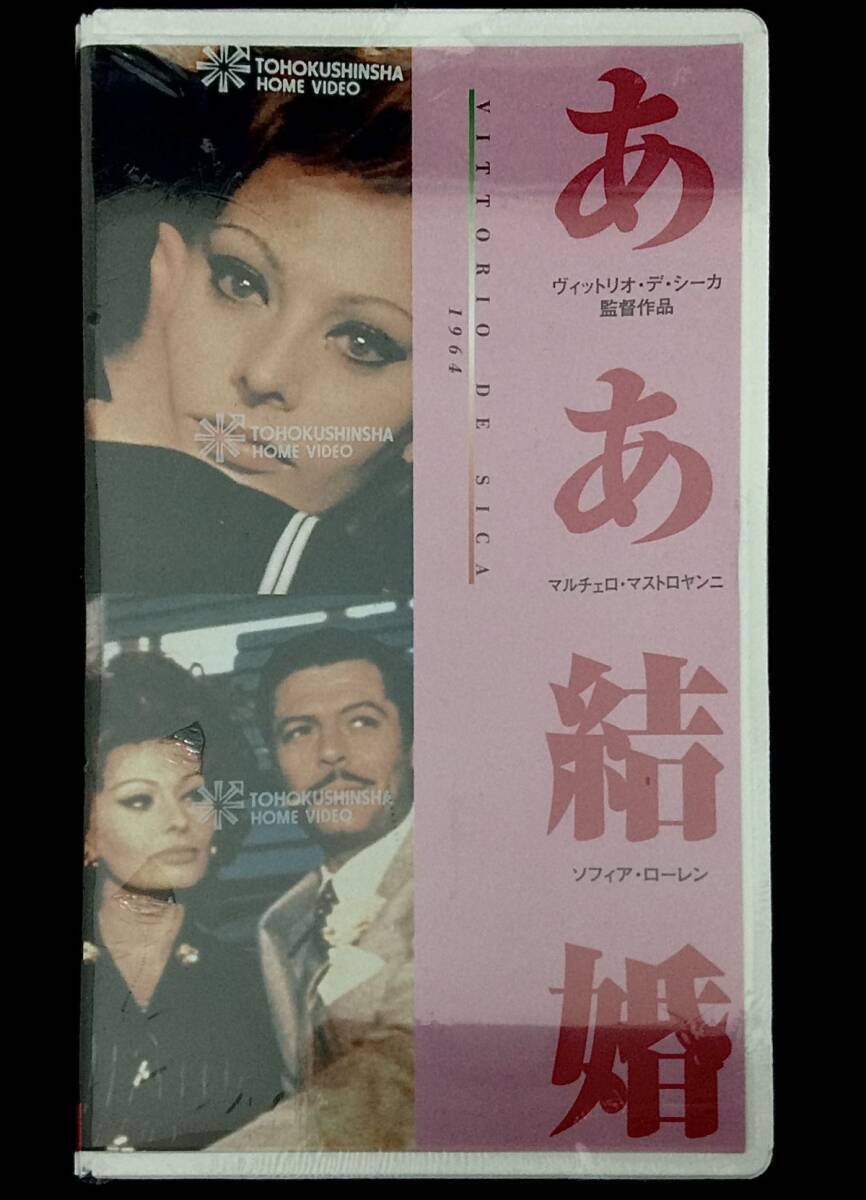 TOHOKUSHINSHA
HOME VIDEO
TOHOKUSHINSHA
HOME VIDEO
TOHOKUSHINSHA
HOME VIDEO
VITTORIO DE SICA
1964
ああ結婚
ヴィットリオ・デ・シーカ
監督作品
マルチェロ・マストロヤンニ
ソフィア・ローレン